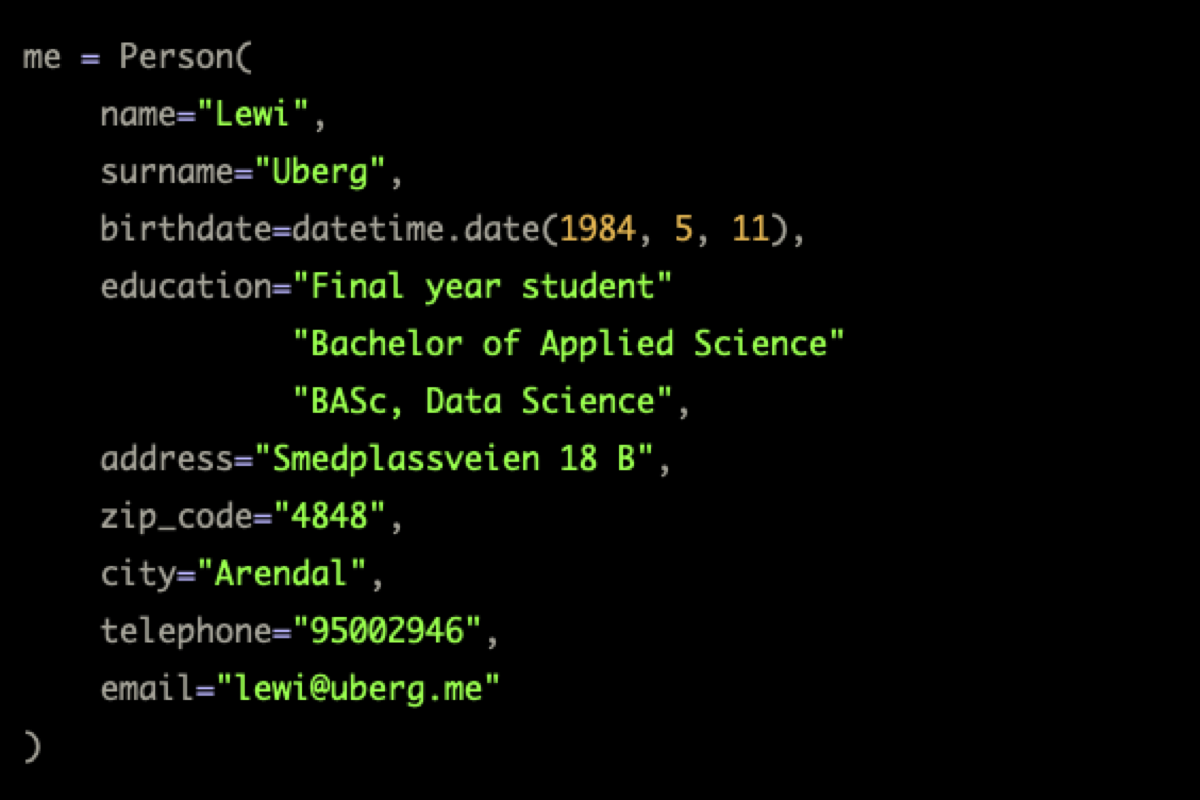 me = Person(
    name="Lewi",
    surname="Uberg",
    birthdate=datetime.date(1984, 5, 11),
    education="Final year student"
              "Bachelor of Applied Science"
              "BASc, Data Science",
    address="Smedplassveien 18 B",
    zip_code="4848",
    city="Arendal",
    telephone="95002946",
    email="lewi@uberg.me"
)